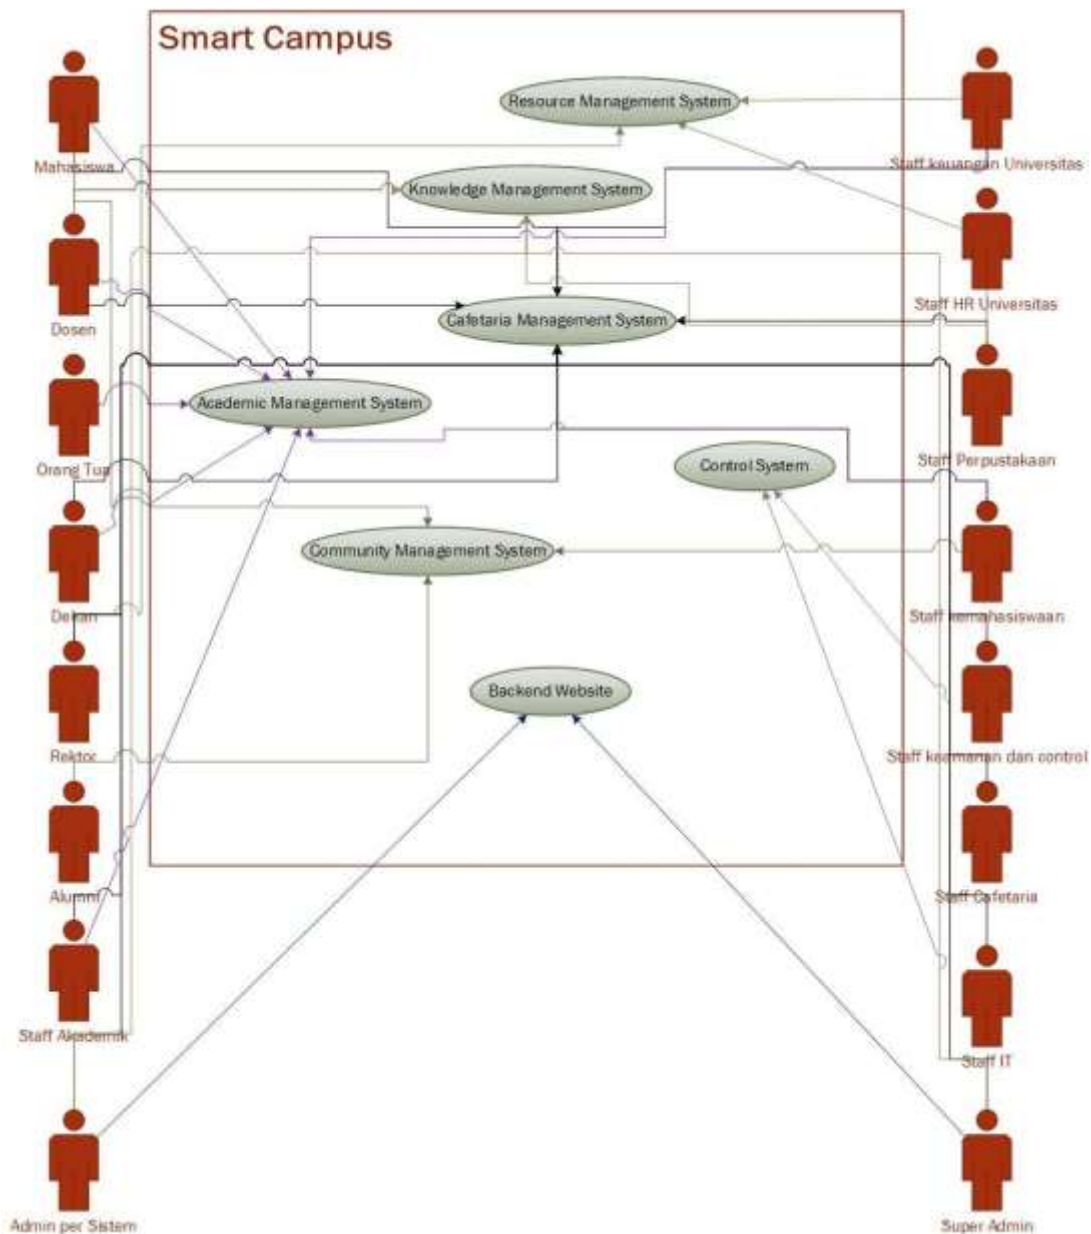 Smart Campus
Resource Management System
Mahasiswa
Staff keuangan Universitas
Knowledge Management System
Staff HR Universitas
Cafetaria Management System
Dosen
Academic Management System
Orang Tua
Staff Perpustakaan
Control System
Community Management System
Dekan
Staff kemahasiswaan
Backend Website
Rektor
Staff keamanan dan control
Alumni
Staff Cafetaria
Staff Akademik
Staff IT
Admin per Sistem
Super Admin